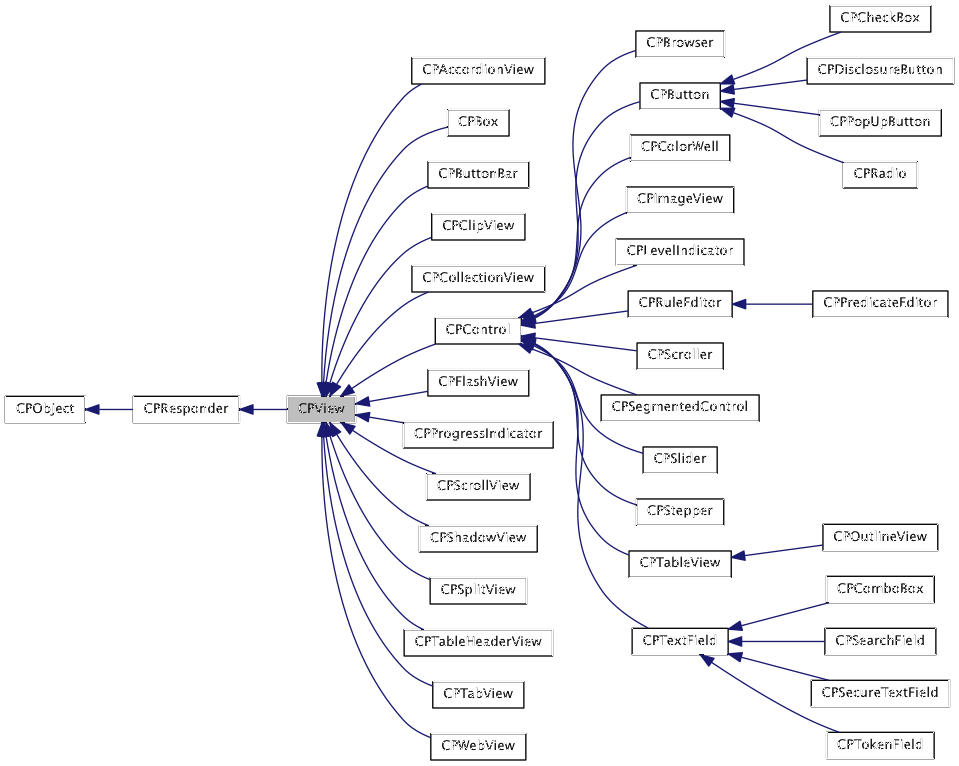 CPObject
CPResponder
CPView
CPAccordionView
CPBox
CPButtonBar
CPClipView
CPCollectionView
CPControl
CPFlashView
CPProgressIndicator
CPScrollView
CPShadowView
CPSplitView
CPTableHeaderView
CPTabView
CPWebView
CPBrowser
CPButton
CPColorWell
CPImageView
CPLevelIndicator
CPRuleEditor
CPScroller
CPSegmentedControl
CPSlider
CPStepper
CPTableView
CPTextField
CPCheckBox
CPDisclosureButton
CPPopUpButton
CPRadio
CPPredicateEditor
CPOutlineView
CPComboBox
CPSearchField
CPSecureTextField
CPTokenField